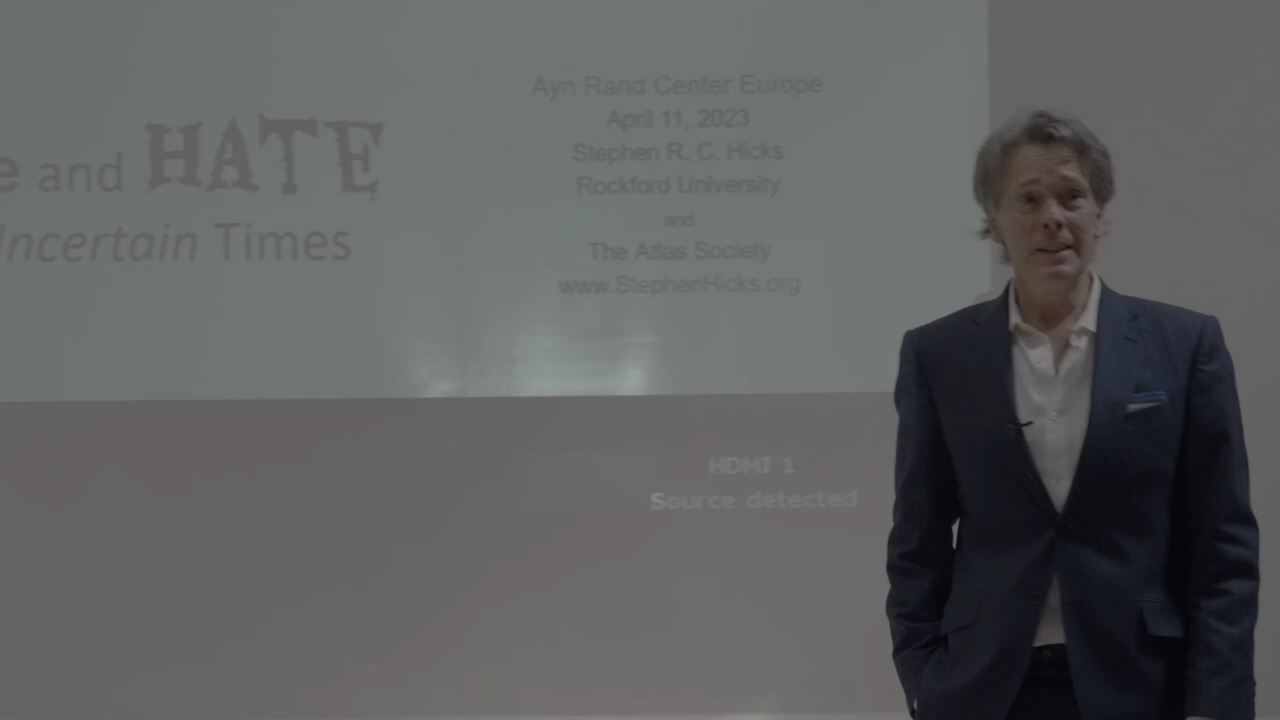 e and HATE
Uncertain Times
Ayn Rand Center Europe
April 11, 2023
Stephen R. C. Hicks
Rockford University
and
The Atlas Society
www.StephenHicks.org
HDMI 1
Source detected